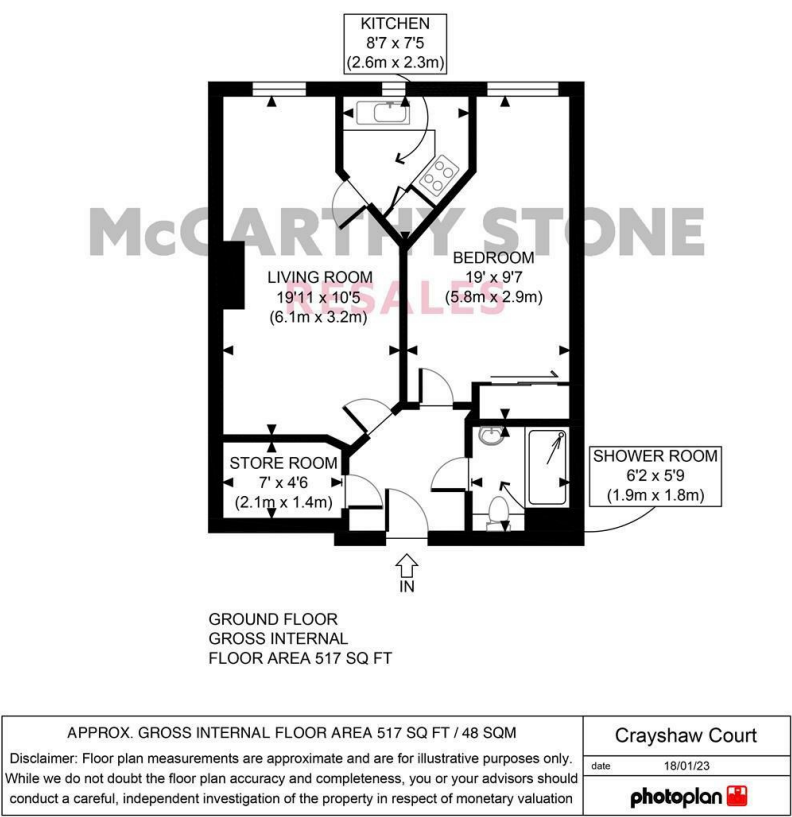 KITCHEN
8'7 x 7'5
(2.6m x 2.3m)
McCARTHY STONE
RESALES
LIVING ROOM
19'11 x 10'5
(6.1m x 3.2m)
BEDROOM
19' x 9'7
(5.8m x 2.9m)
STORE ROOM
7' x 4'6
(2.1m x 1.4m)
SHOWER ROOM
6'2 x 5'9
(1.9m x 1.8m)
IN
GROUND FLOOR
GROSS INTERNAL
FLOOR AREA 517 SQ FT
APPROX. GROSS INTERNAL FLOOR AREA 517 SQ FT / 48 SQM
Disclaimer: Floor plan measurements are approximate and are for illustrative purposes only.
While we do not doubt the floor plan accuracy and completeness, you or your advisors should
conduct a careful, independent investigation of the property in respect of monetary valuation
Crayshaw Court
date 18/01/23
photoplan